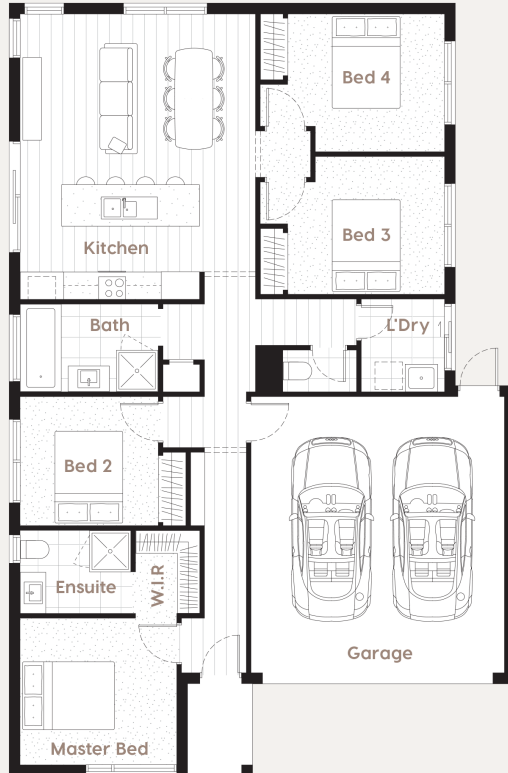 Bed 4
Bed 3
Kitchen
Bath
L'Dry
Bed 2
Ensuite
W.I.R
Garage
Master Bed